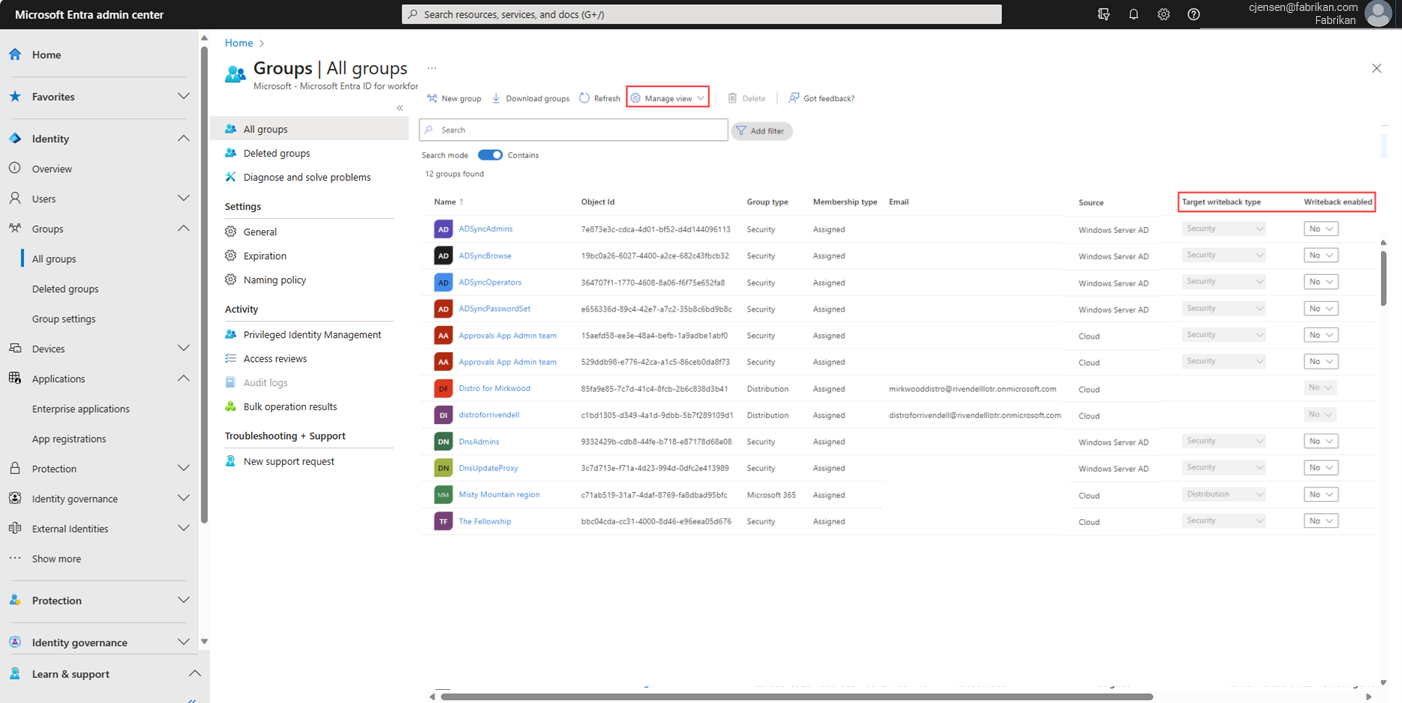 Microsoft Entra admin center
Search resources, services, and docs (G+/)
cjensen@fabrikan.com
Fabrikan
Home
Favorites
Identity
Overview
Users
Groups
All groups
Deleted groups
Group settings
Devices
Applications
Enterprise applications
App registrations
Protection
Identity governance
External Identities
Show more
Protection
Identity governance
Learn & support
Home
Groups | All groups
Microsoft - Microsoft Entra ID for workfor
All groups
Deleted groups
Diagnose and solve problems
Settings
General
Expiration
Naming policy
Activity
Privileged Identity Management
Access reviews
Audit logs
Bulk operation results
Troubleshooting + Support
New support request
New group Download groups Refresh Manage view Delete Got feedback?
Search
Add filter
Search mode Contains
12 groups found
Name ↑ Object Id Group type Membership type Email Source Target writeback type Writeback enabled
AD ADSyncAdmins 7e873e3c-cdca-4d01-bf52-d4d144096113 Security Assigned Windows Server AD Security No
AD ADSyncBrowse 19bc0a26-6027-4400-a2ce-682c43fbcb32 Security Assigned Windows Server AD Security No
AD ADSyncOperators 364707f1-1770-4608-8a06-f6f75e652fa8 Security Assigned Windows Server AD Security No
AD ADSyncPasswordSet e656336d-89c4-42e7-a7c2-35b8c6bd9b8c Security Assigned Windows Server AD Security No
AA Approvals App Admin team 15aefd58-ee3e-48a4-befb-1a9adbe1abf0 Security Assigned Cloud Security No
AA Approvals App Admin team 529ddb98-e776-42ca-a1c5-86ceb0da8f73 Security Assigned Cloud Security No
DF Distro for Mirkwood 85fa9e85-7c7d-41c4-8fcb-2b6c838d3b41 Distribution Assigned mirkwooddistro@rivendelllotr.onmicrosoft.com Cloud No
DI distroforrivendell c1bd1305-d349-4a1d-9dbb-5b7f289109d1 Distribution Assigned distroforrivendell@rivendelllotr.onmicrosoft.com Cloud No
DN DnsAdmins 9332429b-cdb8-44fe-b718-e87178d68e08 Security Assigned Windows Server AD Security No
DN DnsUpdateProxy 3c7d713e-f71a-4d23-994d-0dfc2e413989 Security Assigned Windows Server AD Security No
MM Misty Mountain region c71ab519-31a7-4daf-8769-fa8dbad95bfc Microsoft 365 Assigned Cloud Distribution No
TF The Fellowship bbc04cda-cc31-4000-8d46-e96eea05d676 Security Assigned Cloud Security No